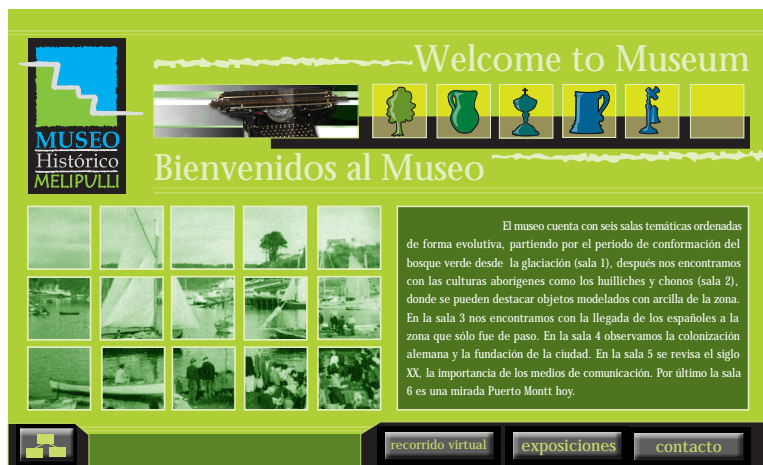 MUSEO
Histórico
MELIPULLI
Welcome to Museum
Bienvenidos al Museo
El museo cuenta con seis salas temáticas ordenadas
de forma evolutiva, partiendo por el periodo de conformación del
bosque verde desde la glaciación (sala 1), después nos encontramos
con las culturas aborigenes como los huilliches y chonos (sala 2),
donde se pueden destacar objetos modelados con arcilla de la zona.
En la sala 3 nos encontramos con la llegada de los españoles a la
zona que sólo fue de paso. En la sala 4 observamos la colonización
alemana y la fundación de la ciudad. En la sala 5 se revisa el siglo
XX, la importancia de los medios de comunicación. Por último la sala
6 es una mirada Puerto Montt hoy.
recorrido virtual
exposiciones
contacto